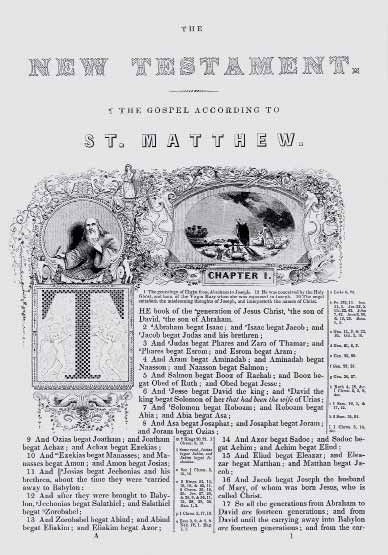 THE
NEW TESTAMENT.
¶ THE GOSPEL ACCORDING TO
ST. MATTHEW.
CHAPTER I.
1 The genealogy of Christ from Abraham to Joseph. 18 He was conceived by the Holy
Ghost, and born of the Virgin Mary when she was espoused to Joseph. 19 The angel
satisfieth the misdeeming thoughts of Joseph, and interpreteth the names of Christ.
THE book of the generation of Jesus Christ, the son of
David, the son of Abraham.
2 Abraham begat Isaac; and Isaac begat Jacob; and
Jacob begat Judas and his brethren;
3 And Judas begat Phares and Zara of Thamar; and
Phares begat Esrom; and Esrom begat Aram;
4 And Aram begat Aminadab; and Aminadab begat
Naasson; and Naasson begat Salmon;
5 And Salmon begat Booz of Rachab; and Booz be-
gat Obed of Ruth; and Obed begat Jesse;
6 And Jesse begat David the king; and David the
king begat Solomon of her that had been the wife of Urias;
7 And Solomon begat Roboam; and Roboam begat
Abia; and Abia begat Asa;
8 And Asa begat Josaphat; and Josaphat begat Joram;
and Joram begat Ozias;
9 And Ozias begat Joatham; and Joatham
begat Achaz; and Achaz begat Ezekias;
10 And Ezekias begat Manasses; and Ma-
nasses begat Amon; and Amon begat Josias;
11 And Josias begat Jechonias and his
brethren, about the time they were carried
away to Babylon:
12 And after they were brought to Baby-
lon, Jechonias begat Salathiel; and Salathiel
begat Zorobabel;
13 And Zorobabel begat Abiud; and Abiud
begat Eliakim; and Eliakim begat Azor;
14 And Azor begat Sadoc; and Sadoc be-
gat Achim; and Achim begat Eliud;
15 And Eliud begat Eleazar; and Elea-
zar begat Matthan; and Matthan begat Ja-
cob;
16 And Jacob begat Joseph the husband
of Mary, of whom was born Jesus, who is
called Christ.
17 So all the generations from Abraham to
David are fourteen generations; and from
David until the carrying away into Babylon
are fourteen generations; and from the car-
A
1